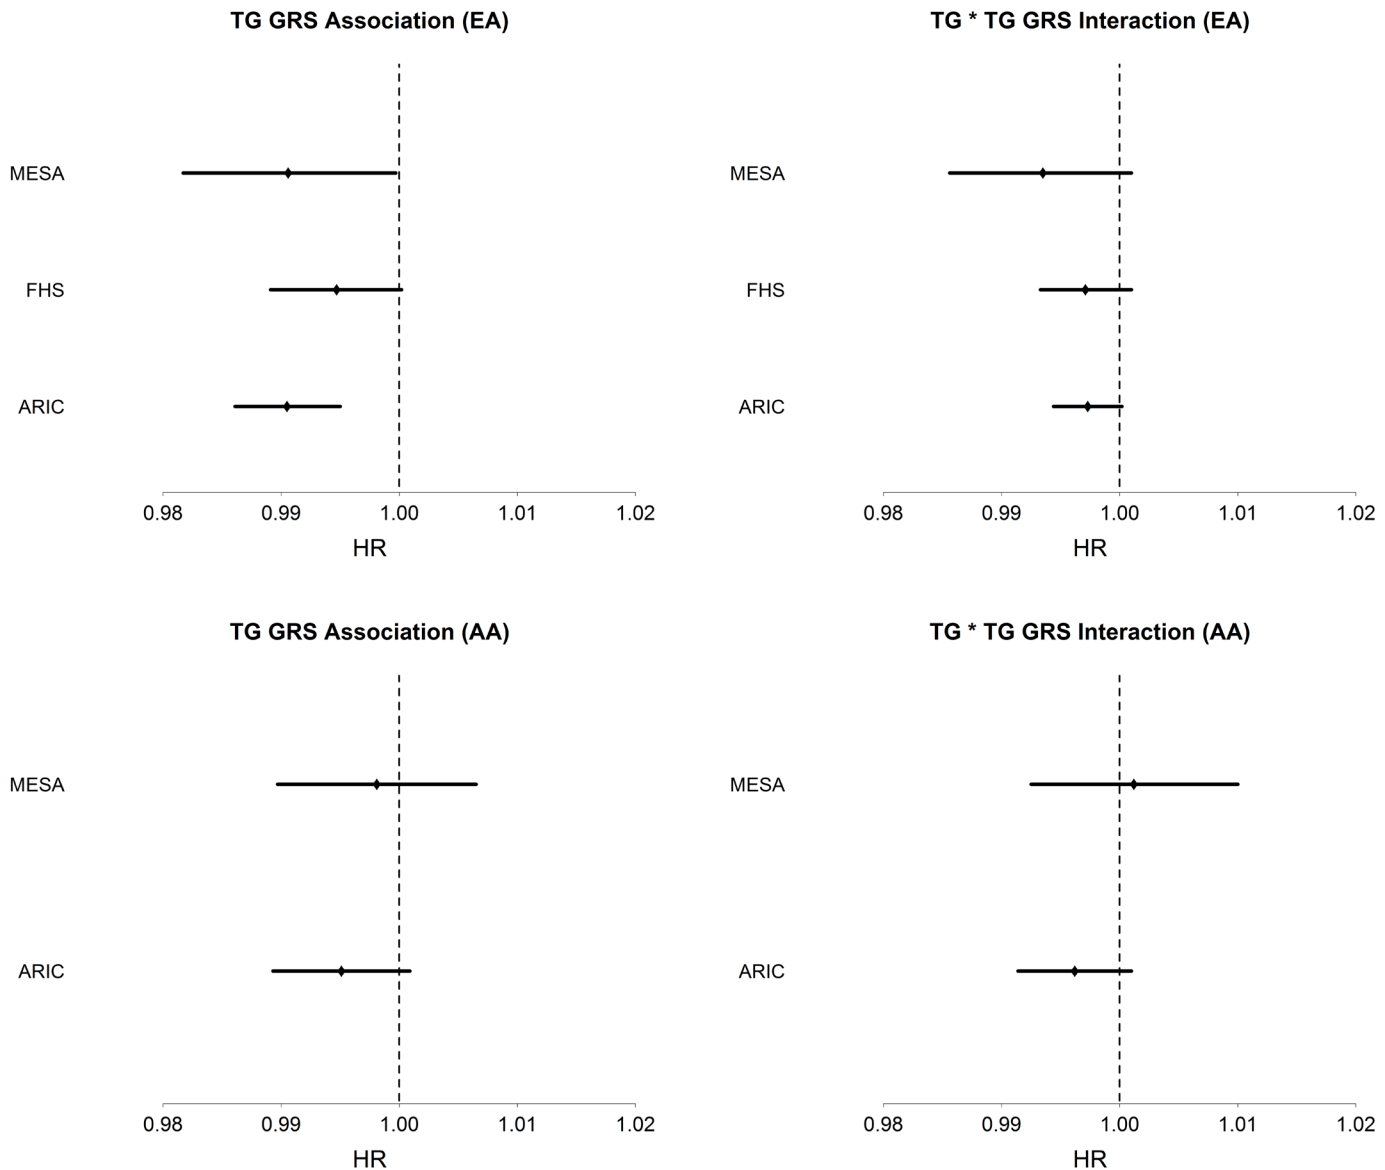 TG GRS Association (EA)
MESA
FHS
ARIC
0.98 0.99 1.00 1.01 1.02
HR
TG * TG GRS Interaction (EA)
MESA
FHS
ARIC
0.98 0.99 1.00 1.01 1.02
HR
TG GRS Association (AA)
MESA
ARIC
0.98 0.99 1.00 1.01 1.02
HR
TG * TG GRS Interaction (AA)
MESA
ARIC
0.98 0.99 1.00 1.01 1.02
HR